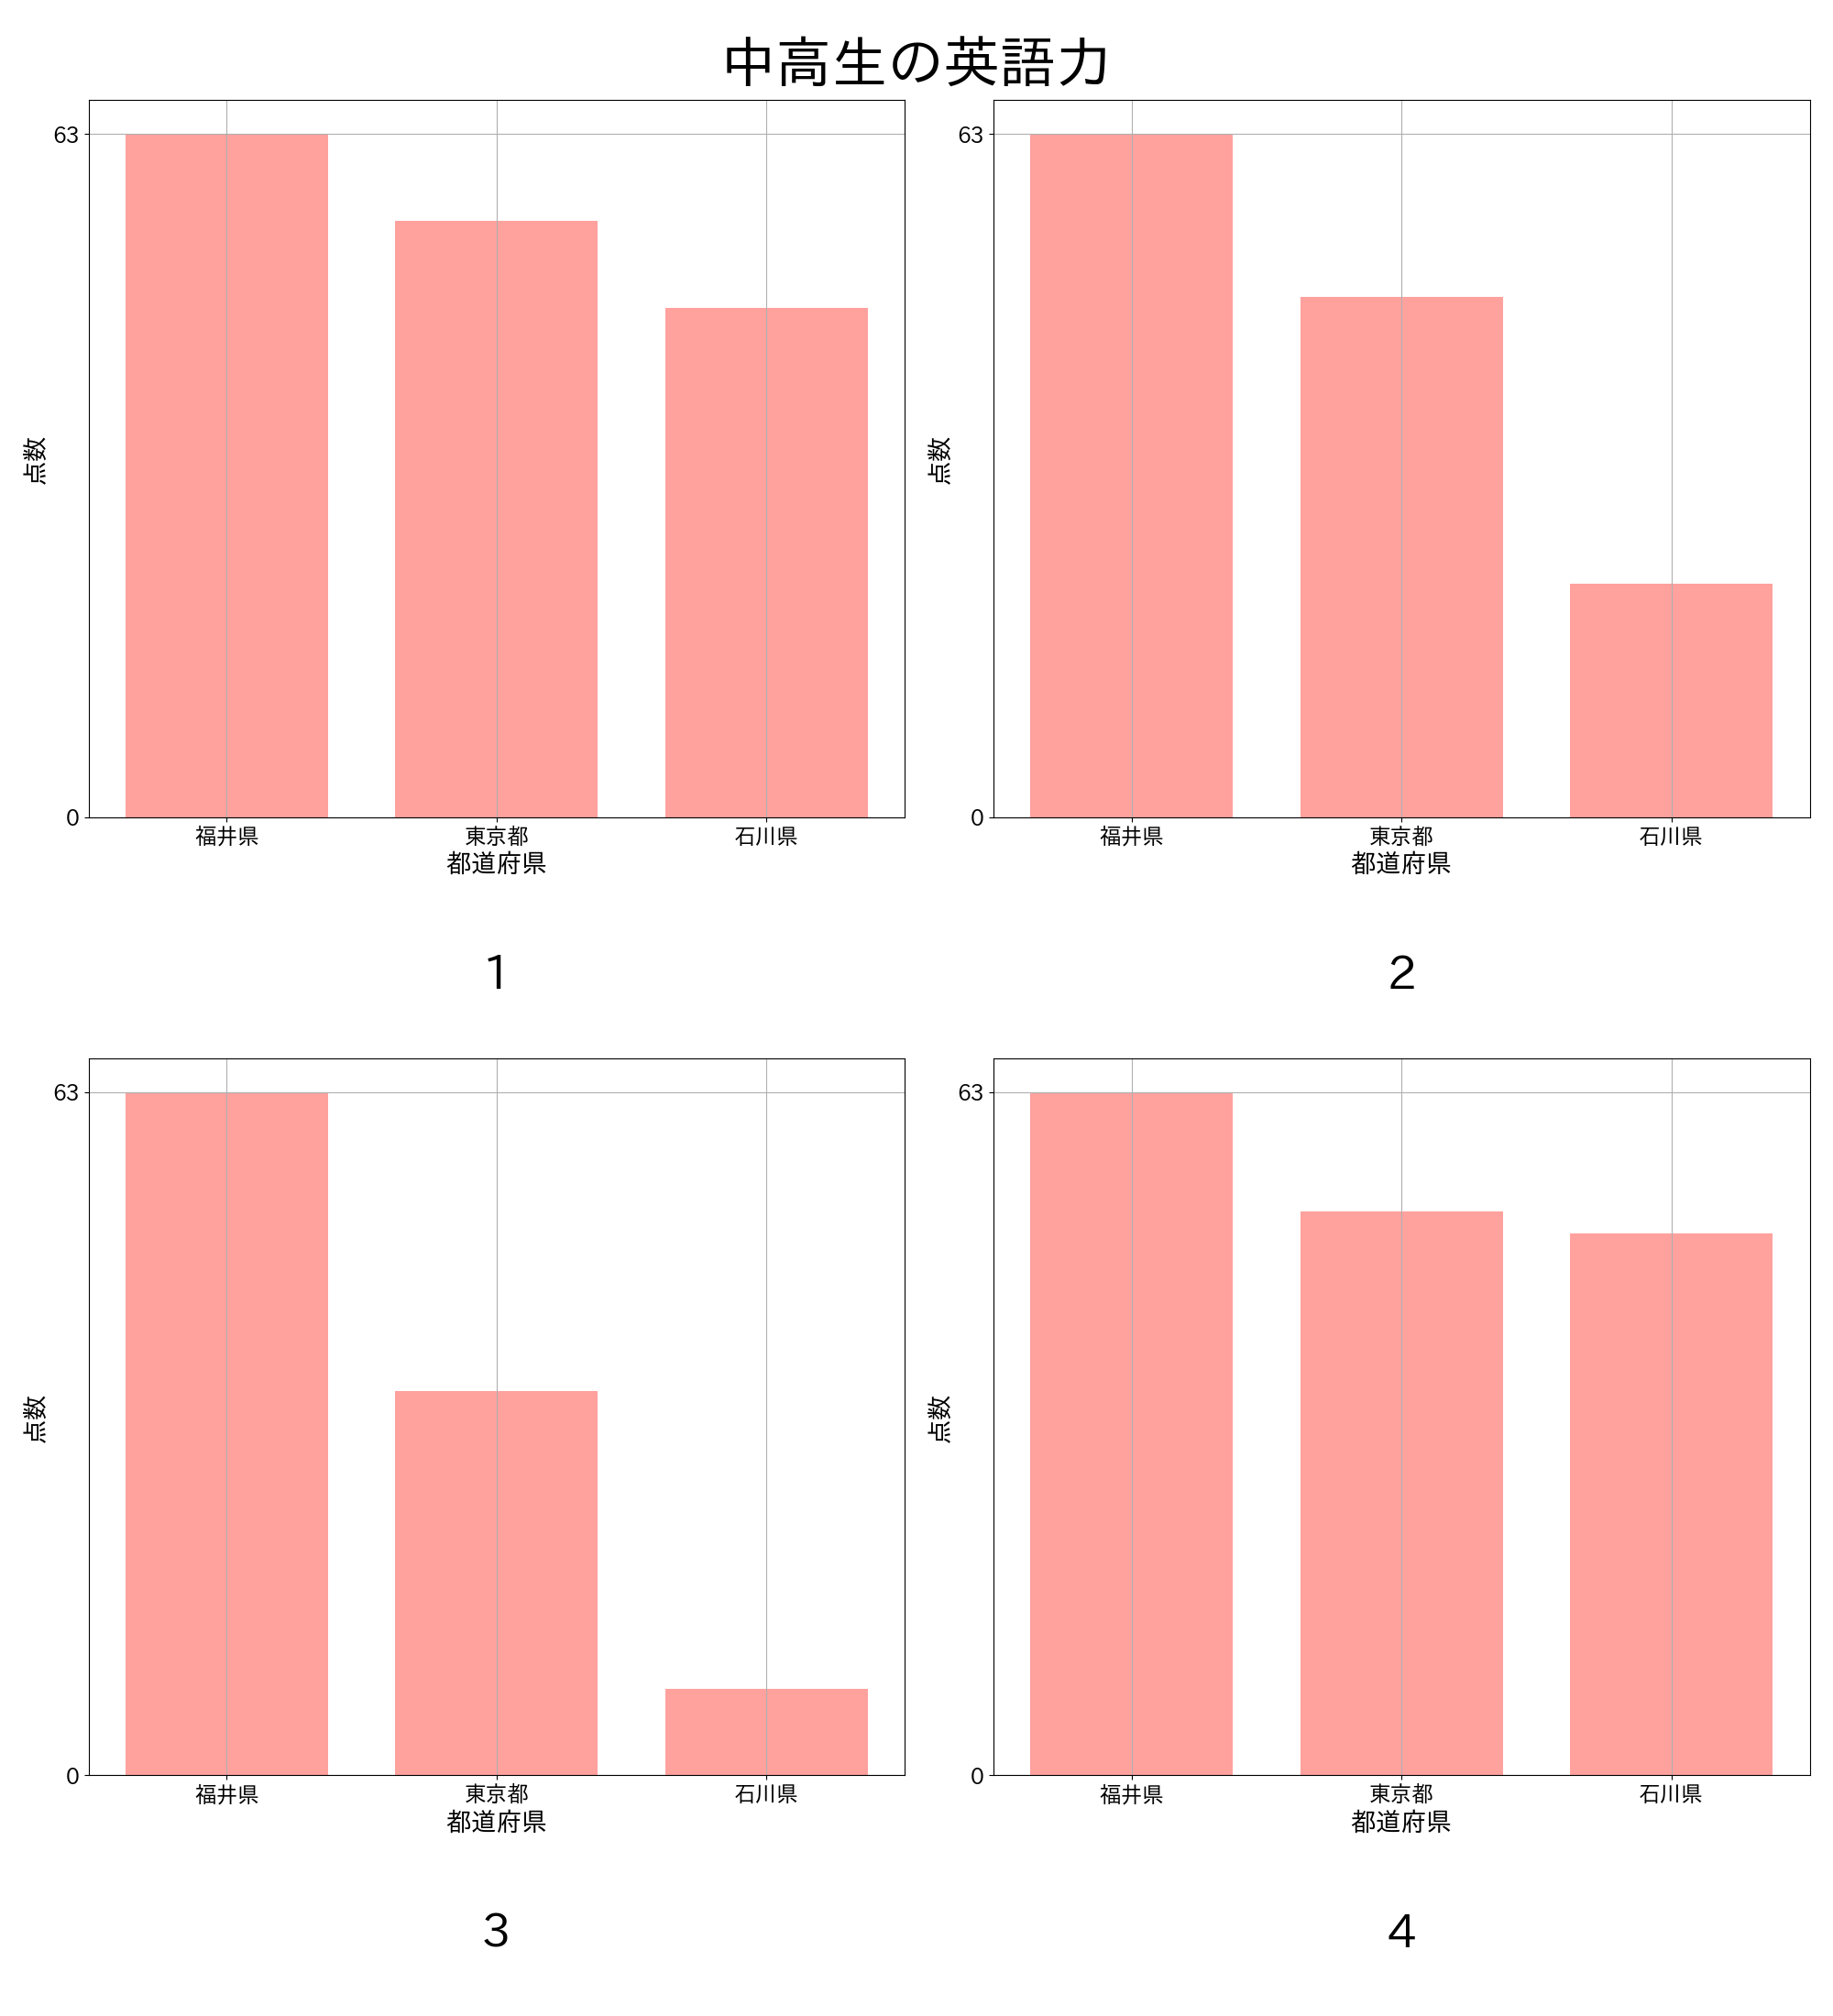 中高生の英語力
63
0
点数
福井県 東京都 石川県
都道府県
1
63
0
点数
福井県 東京都 石川県
都道府県
2
63
0
点数
福井県 東京都 石川県
都道府県
3
63
0
点数
福井県 東京都 石川県
都道府県
4